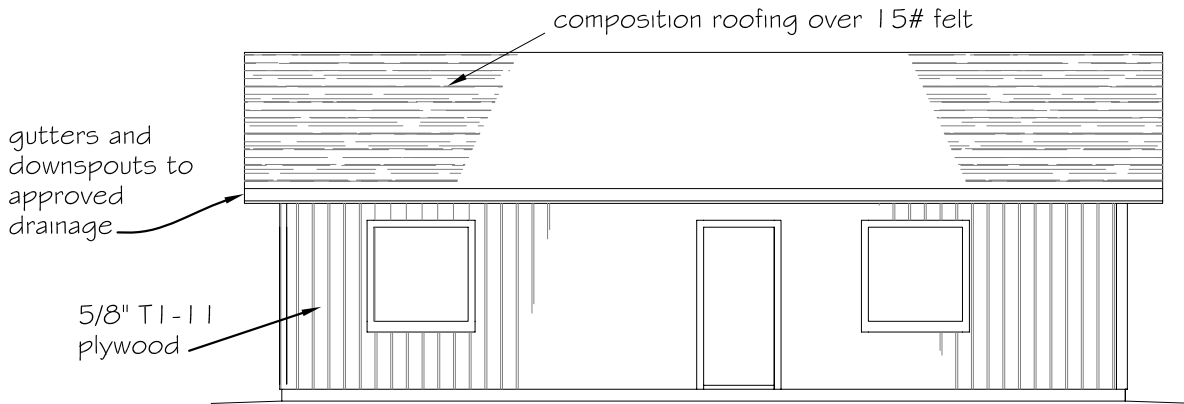 composition roofing over 15# felt
gutters and
downspouts to
approved
drainage
5/8" T1-11
plywood